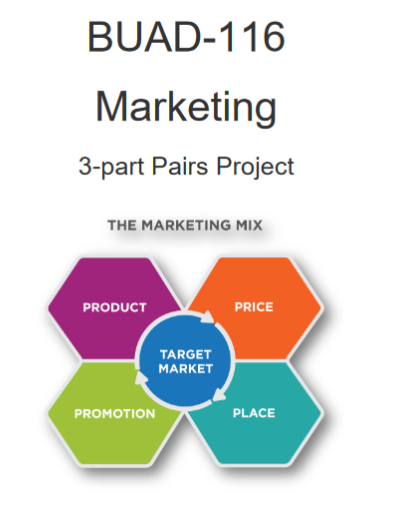 BUAD-116
Marketing
3-part Pairs Project
THE MARKETING MIX
PRODUCT
PRICE
TARGET
MARKET
PROMOTION
PLACE